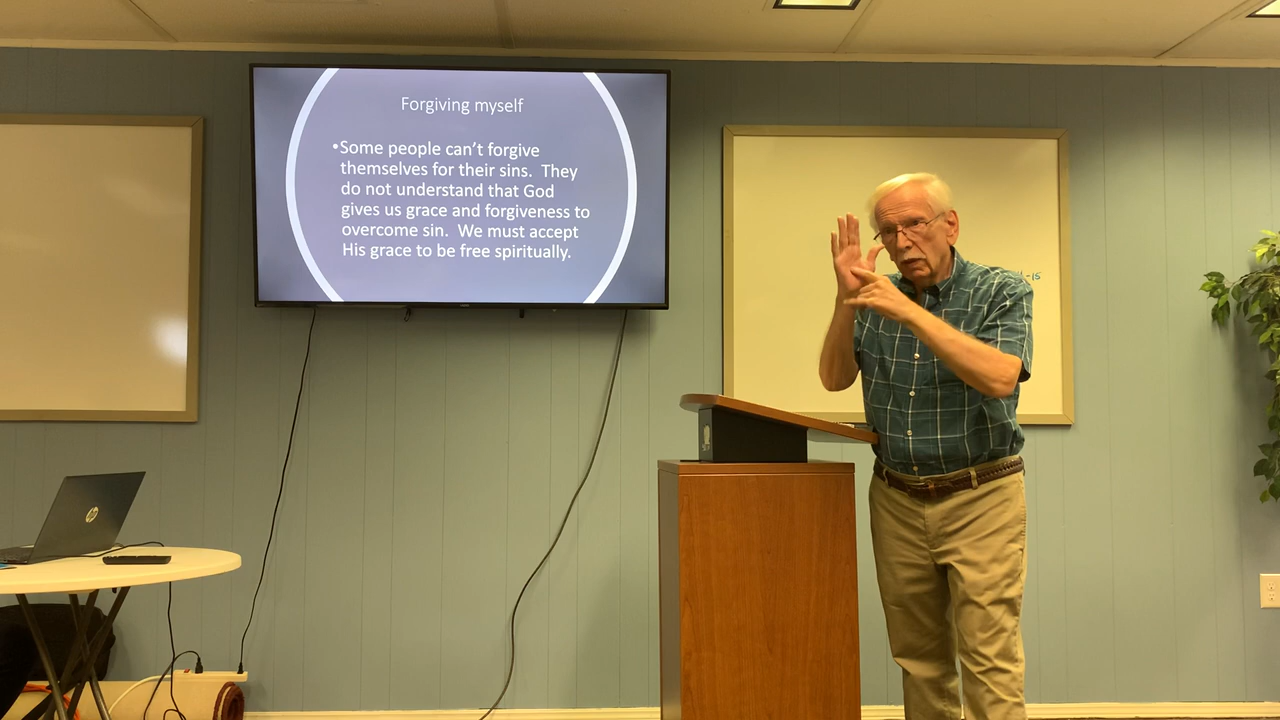 Forgiving myself
•Some people can't forgive
themselves for their sins.  They
do not understand that God
gives us grace and forgiveness to
overcome sin.  We must accept
His grace to be free spiritually.
hp